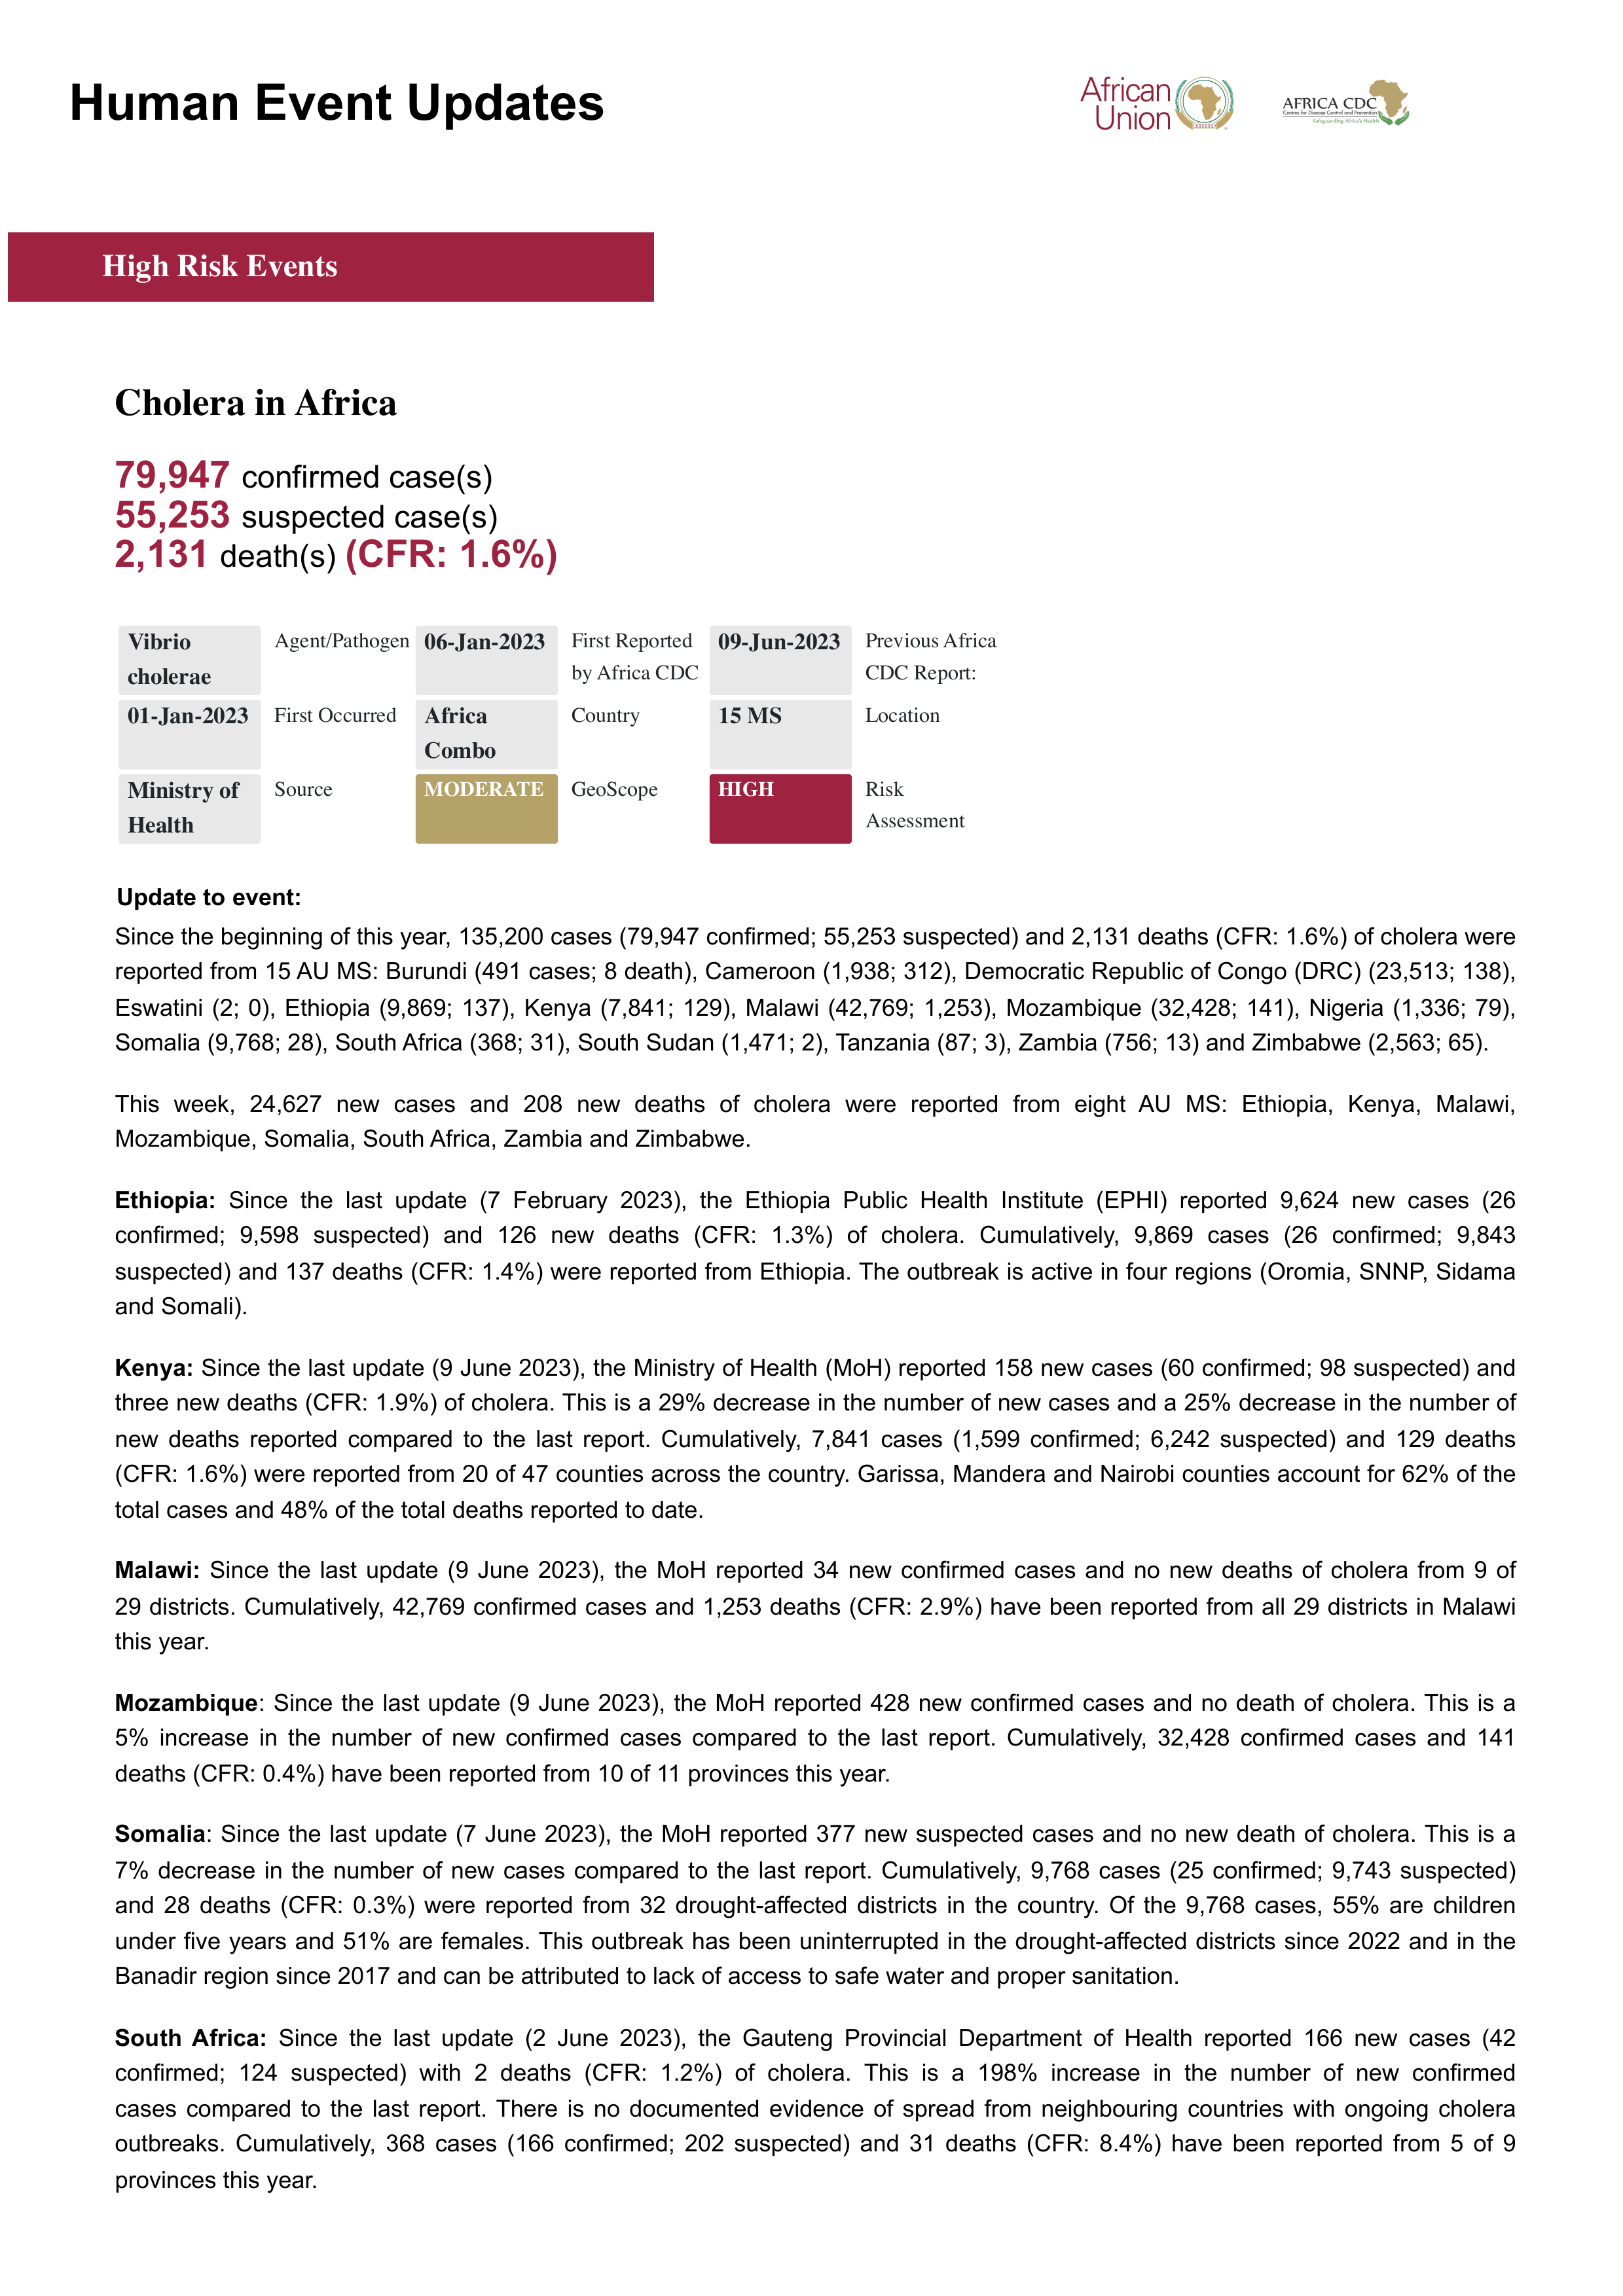 Human Event Updates
African
Union
AFRICA CDC
Centres for Disease Control and Prevention
Safeguarding Africa's Health
High Risk Events
Cholera in Africa
79,947 confirmed case(s)
55,253 suspected case(s)
2,131 death(s) (CFR: 1.6%)
Vibrio
cholerae
Agent/Pathogen
06-Jan-2023
First Reported
by Africa CDC
09-Jun-2023
Previous Africa
CDC Report:
01-Jan-2023
First Occurred
Africa
Combo
Country
15 MS
Location
Ministry of
Health
Source
MODERATE
GeoScope
HIGH
Risk
Assessment
Update to event:
Since the beginning of this year, 135,200 cases (79,947 confirmed; 55,253 suspected) and 2,131 deaths (CFR: 1.6%) of cholera were
reported from 15 AU MS: Burundi (491 cases; 8 death), Cameroon (1,938; 312), Democratic Republic of Congo (DRC) (23,513; 138),
Eswatini (2; 0), Ethiopia (9,869; 137), Kenya (7,841; 129), Malawi (42,769; 1,253), Mozambique (32,428; 141), Nigeria (1,336; 79),
Somalia (9,768; 28), South Africa (368; 31), South Sudan (1,471; 2), Tanzania (87; 3), Zambia (756; 13) and Zimbabwe (2,563; 65).
This week, 24,627 new cases and 208 new deaths of cholera were reported from eight AU MS: Ethiopia, Kenya, Malawi,
Mozambique, Somalia, South Africa, Zambia and Zimbabwe.
Ethiopia: Since the last update (7 February 2023), the Ethiopia Public Health Institute (EPHI) reported 9,624 new cases (26
confirmed; 9,598 suspected) and 126 new deaths (CFR: 1.3%) of cholera. Cumulatively, 9,869 cases (26 confirmed; 9,843
suspected) and 137 deaths (CFR: 1.4%) were reported from Ethiopia. The outbreak is active in four regions (Oromia, SNNP, Sidama
and Somali).
Kenya: Since the last update (9 June 2023), the Ministry of Health (MoH) reported 158 new cases (60 confirmed; 98 suspected) and
three new deaths (CFR: 1.9%) of cholera. This is a 29% decrease in the number of new cases and a 25% decrease in the number of
new deaths reported compared to the last report. Cumulatively, 7,841 cases (1,599 confirmed; 6,242 suspected) and 129 deaths
(CFR: 1.6%) were reported from 20 of 47 counties across the country. Garissa, Mandera and Nairobi counties account for 62% of the
total cases and 48% of the total deaths reported to date.
Malawi: Since the last update (9 June 2023), the MoH reported 34 new confirmed cases and no new deaths of cholera from 9 of
29 districts. Cumulatively, 42,769 confirmed cases and 1,253 deaths (CFR: 2.9%) have been reported from all 29 districts in Malawi
this year.
Mozambique: Since the last update (9 June 2023), the MoH reported 428 new confirmed cases and no death of cholera. This is a
5% increase in the number of new confirmed cases compared to the last report. Cumulatively, 32,428 confirmed cases and 141
deaths (CFR: 0.4%) have been reported from 10 of 11 provinces this year.
Somalia: Since the last update (7 June 2023), the MoH reported 377 new suspected cases and no new death of cholera. This is a
7% decrease in the number of new cases compared to the last report. Cumulatively, 9,768 cases (25 confirmed; 9,743 suspected)
and 28 deaths (CFR: 0.3%) were reported from 32 drought-affected districts in the country. Of the 9,768 cases, 55% are children
under five years and 51% are females. This outbreak has been uninterrupted in the drought-affected districts since 2022 and in the
Banadir region since 2017 and can be attributed to lack of access to safe water and proper sanitation.
South Africa: Since the last update (2 June 2023), the Gauteng Provincial Department of Health reported 166 new cases (42
confirmed; 124 suspected) with 2 deaths (CFR: 1.2%) of cholera. This is a 198% increase in the number of new confirmed
cases compared to the last report. There is no documented evidence of spread from neighbouring countries with ongoing cholera
outbreaks. Cumulatively, 368 cases (166 confirmed; 202 suspected) and 31 deaths (CFR: 8.4%) have been reported from 5 of 9
provinces this year.